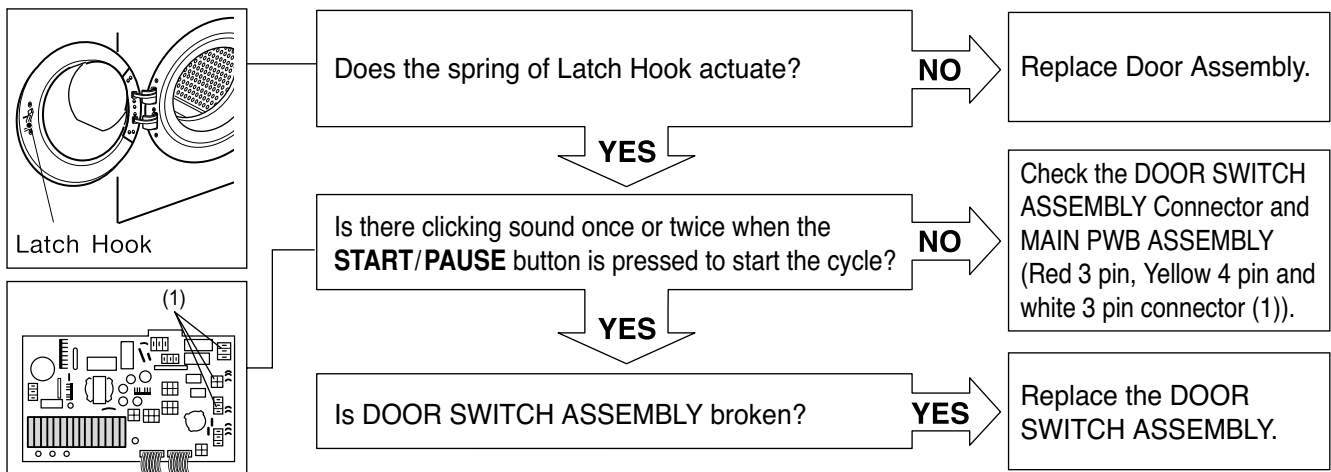 Latch Hook
Does the spring of Latch Hook actuate?
NO
Replace Door Assembly.
YES
(1)
Is there clicking sound once or twice when the
START/PAUSE button is pressed to start the cycle?
NO
Check the DOOR SWITCH
ASSEMBLY Connector and
MAIN PWB ASSEMBLY
(Red 3 pin, Yellow 4 pin and
white 3 pin connector (1)).
YES
Is DOOR SWITCH ASSEMBLY broken?
YES
Replace the DOOR
SWITCH ASSEMBLY.